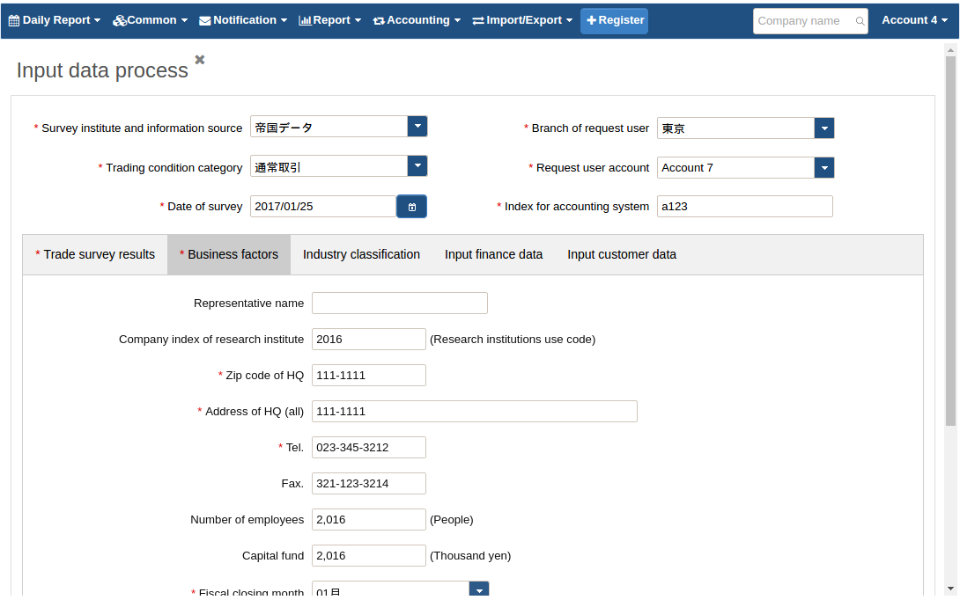 Daily Report Common Notification Report Accounting Import/Export + Register Company name Account 4
Input data process ×
* Survey institute and information source 帝国データ * Branch of request user 東京
* Trading condition category 通常取引 * Request user account Account 7
* Date of survey 2017/01/25 * Index for accounting system a123
* Trade survey results * Business factors Industry classification Input finance data Input customer data
Representative name
Company index of research institute 2016 (Research institutions use code)
* Zip code of HQ 111-1111
* Address of HQ (all) 111-1111
* Tel. 023-345-3212
Fax. 321-123-3214
Number of employees 2,016 (People)
Capital fund 2,016 (Thousand yen)
* Fiscal closing month 01月